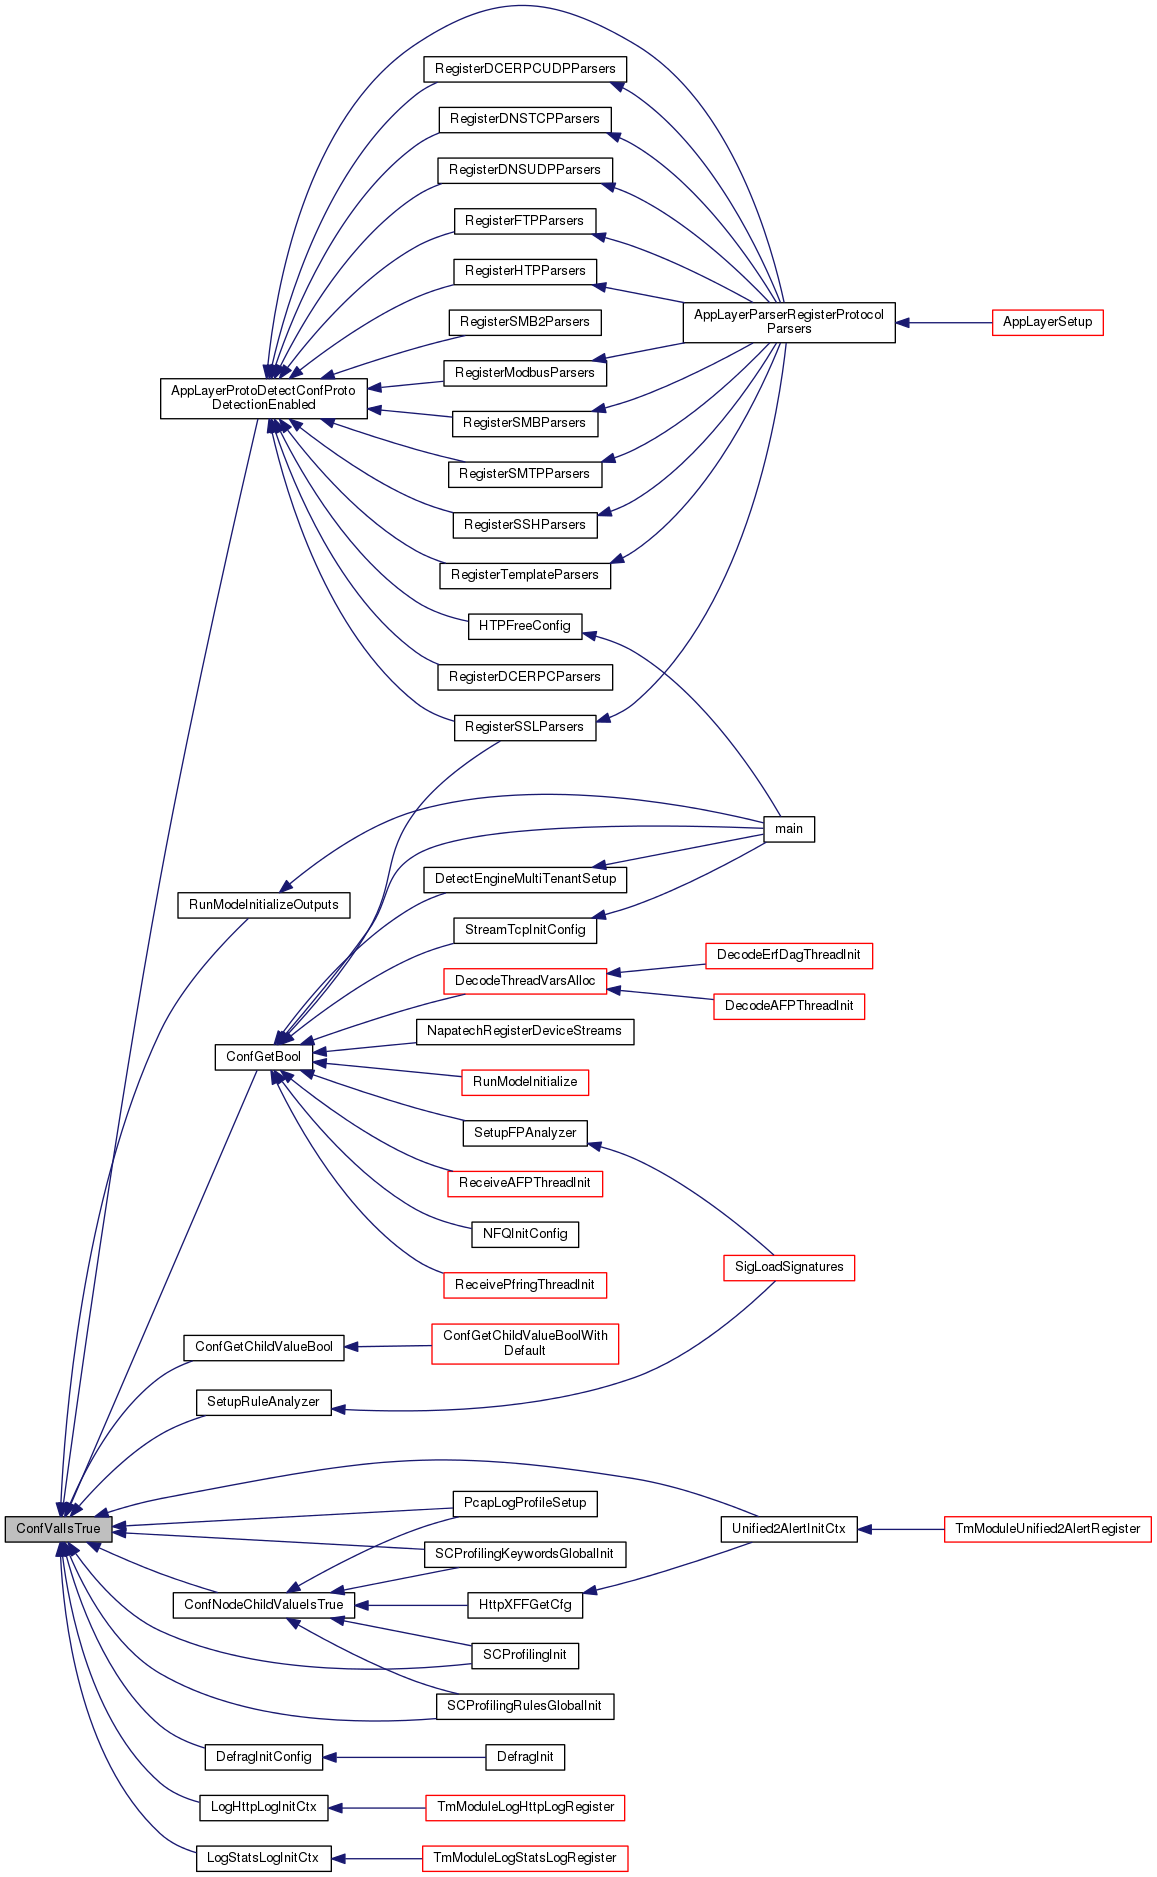 RegisterDCERPCUDPParsers
RegisterDNSTCPParsers
RegisterDNSUDPParsers
RegisterFTPParsers
RegisterHTPParsers
AppLayerParserRegisterProtocol
Parsers
AppLayerSetup
RegisterSMB2Parsers
RegisterModbusParsers
AppLayerProtoDetectConfProto
DetectionEnabled
RegisterSMBParsers
RegisterSMTPParsers
RegisterSSHParsers
RegisterTemplateParsers
HTPFreeConfig
RegisterDCERPCParsers
RegisterSSLParsers
main
DetectEngineMultiTenantSetup
RunModeInitializeOutputs
StreamTcpInitConfig
DecodeErfDagThreadInit
DecodeThreadVarsAlloc
DecodeAFPThreadInit
NapatechRegisterDeviceStreams
ConfGetBool
RunModeInitialize
SetupFPAnalyzer
ReceiveAFPThreadInit
NFQInitConfig
SigLoadSignatures
ReceivePfringThreadInit
ConfGetChildValueBool
ConfGetChildValueBoolWith
Default
SetupRuleAnalyzer
PcapLogProfileSetup
ConfValIsTrue
Unified2AlertInitCtx
TmModuleUnified2AlertRegister
SCProfilingKeywordsGlobalInit
ConfNodeChildValueIsTrue
HttpXFFGetCfg
SCProfilingInit
SCProfilingRulesGlobalInit
DefragInitConfig
DefragInit
LogHttpLogInitCtx
TmModuleLogHttpLogRegister
LogStatsLogInitCtx
TmModuleLogStatsLogRegister